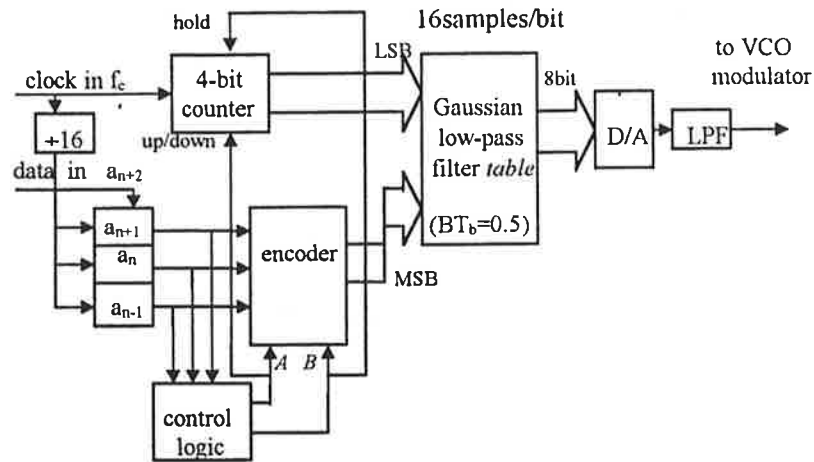 hold
16samples/bit
LSB
to VCO
modulator
clock in f_c
4-bit
counter
8bit
÷16
up/down
Gaussian
low-pass
filter table
(BT_b=0.5)
D/A
LPF
data in a_{n+2}
a_{n+1}
a_n
a_{n-1}
encoder
MSB
A B
control
logic